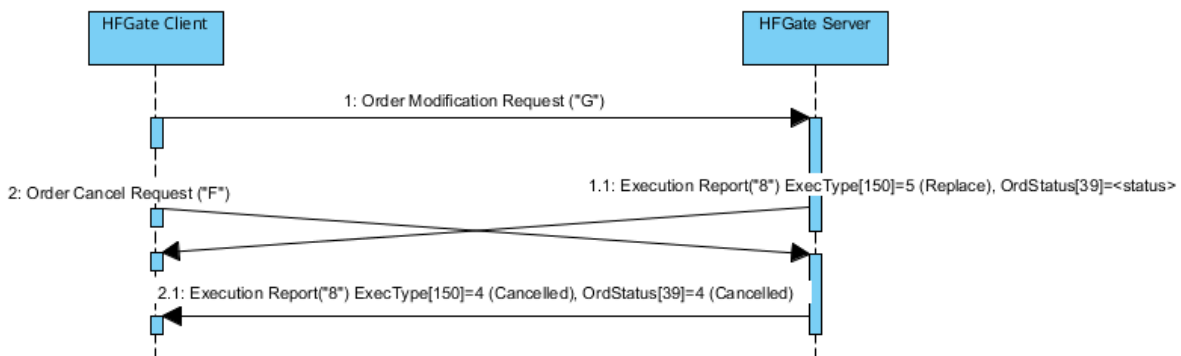 HFGate Client
HFGate Server
1: Order Modification Request ("G")
1.1: Execution Report("8") ExecType[150]=5 (Replace), OrdStatus[39]=<status>
2: Order Cancel Request ("F")
2.1: Execution Report("8") ExecType[150]=4 (Cancelled), OrdStatus[39]=4 (Cancelled)